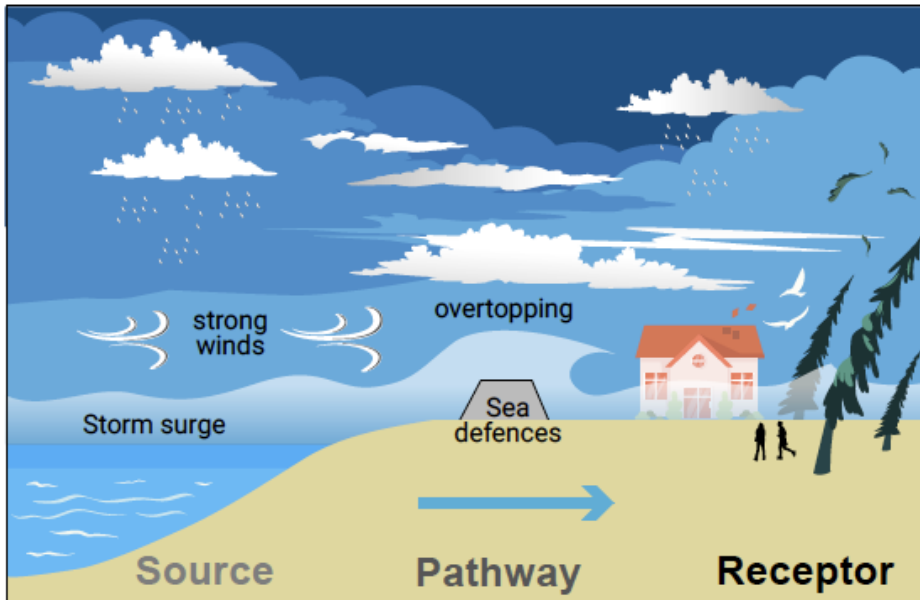 strong
winds
overtopping
Storm surge
Sea
defences
Source
Pathway
Receptor